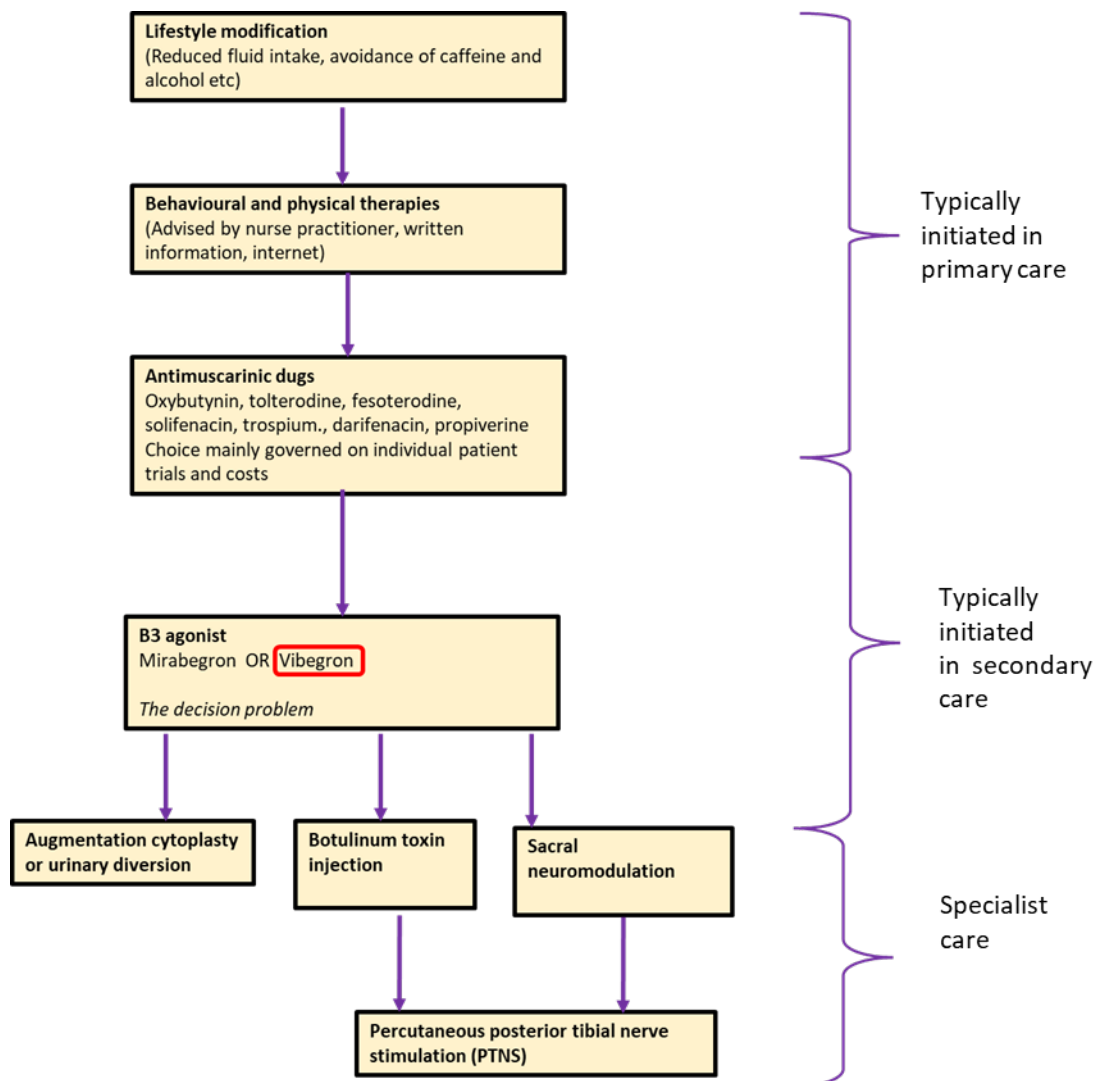 Lifestyle modification
(Reduced fluid intake, avoidance of caffeine and
alcohol etc)
Behavioural and physical therapies
(Advised by nurse practitioner, written
information, internet)
Typically
initiated in
primary care
Antimuscarinic dugs
Oxybutynin, tolterodine, fesoterodine,
solifenacin, trospium., darifenacin, propiverine
Choice mainly governed on individual patient
trials and costs
B3 agonist
Mirabegron OR Vibegron
The decision problem
Typically
initiated
in secondary
care
Augmentation cytoplasty
or urinary diversion
Botulinum toxin
injection
Sacral
neuromodulation
Specialist
care
Percutaneous posterior tibial nerve
stimulation (PTNS)